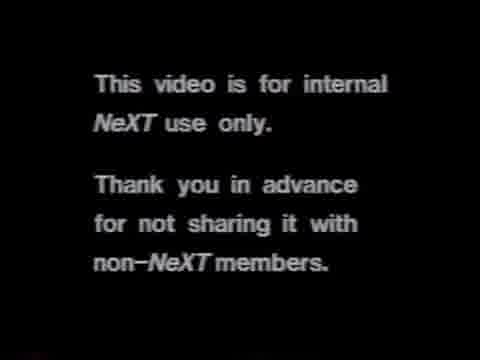 This video is for internal
NeXT use only.
Thank you in advance
for not sharing it with
non-NeXT members.